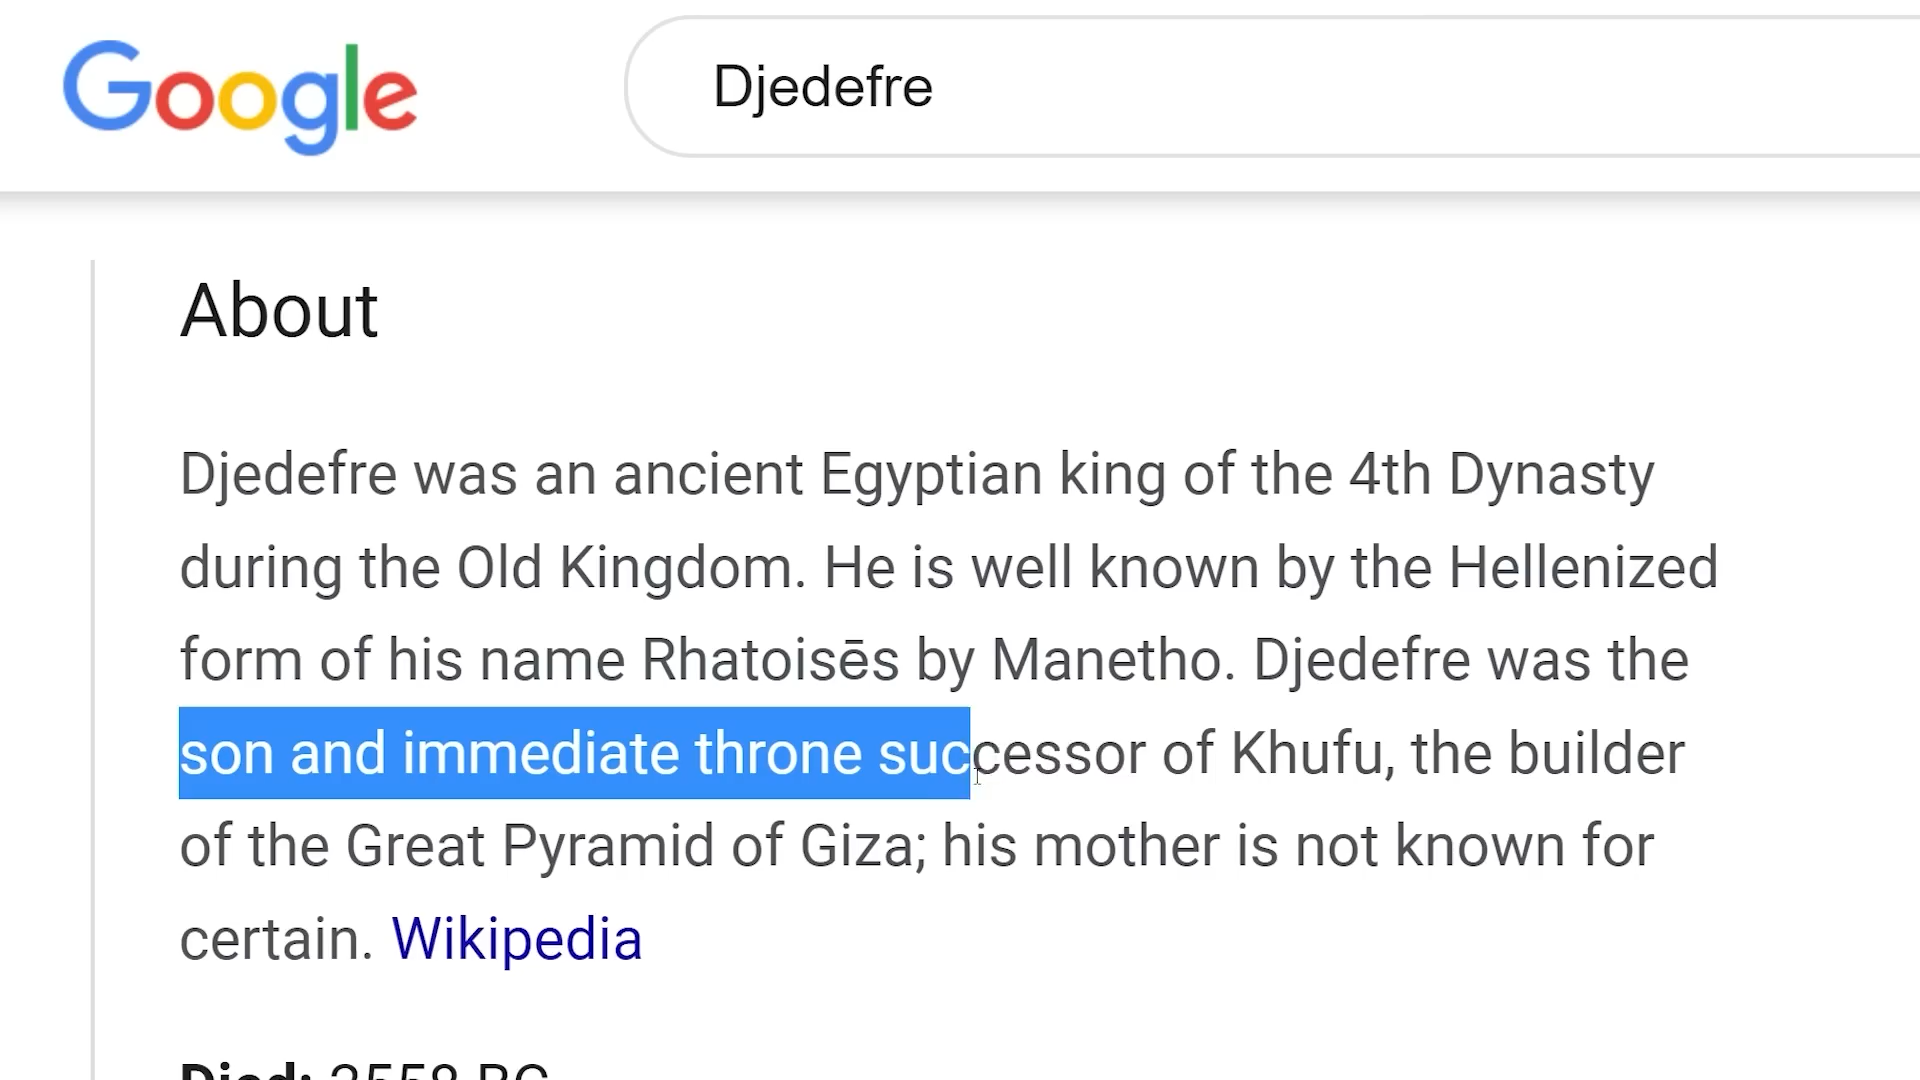 Google
Djedefre
About
Djedefre was an ancient Egyptian king of the 4th Dynasty
during the Old Kingdom. He is well known by the Hellenized
form of his name Rhatoisēs by Manetho. Djedefre was the
son and immediate throne successor of Khufu, the builder
of the Great Pyramid of Giza; his mother is not known for
certain. Wikipedia
Died: 2558 BC